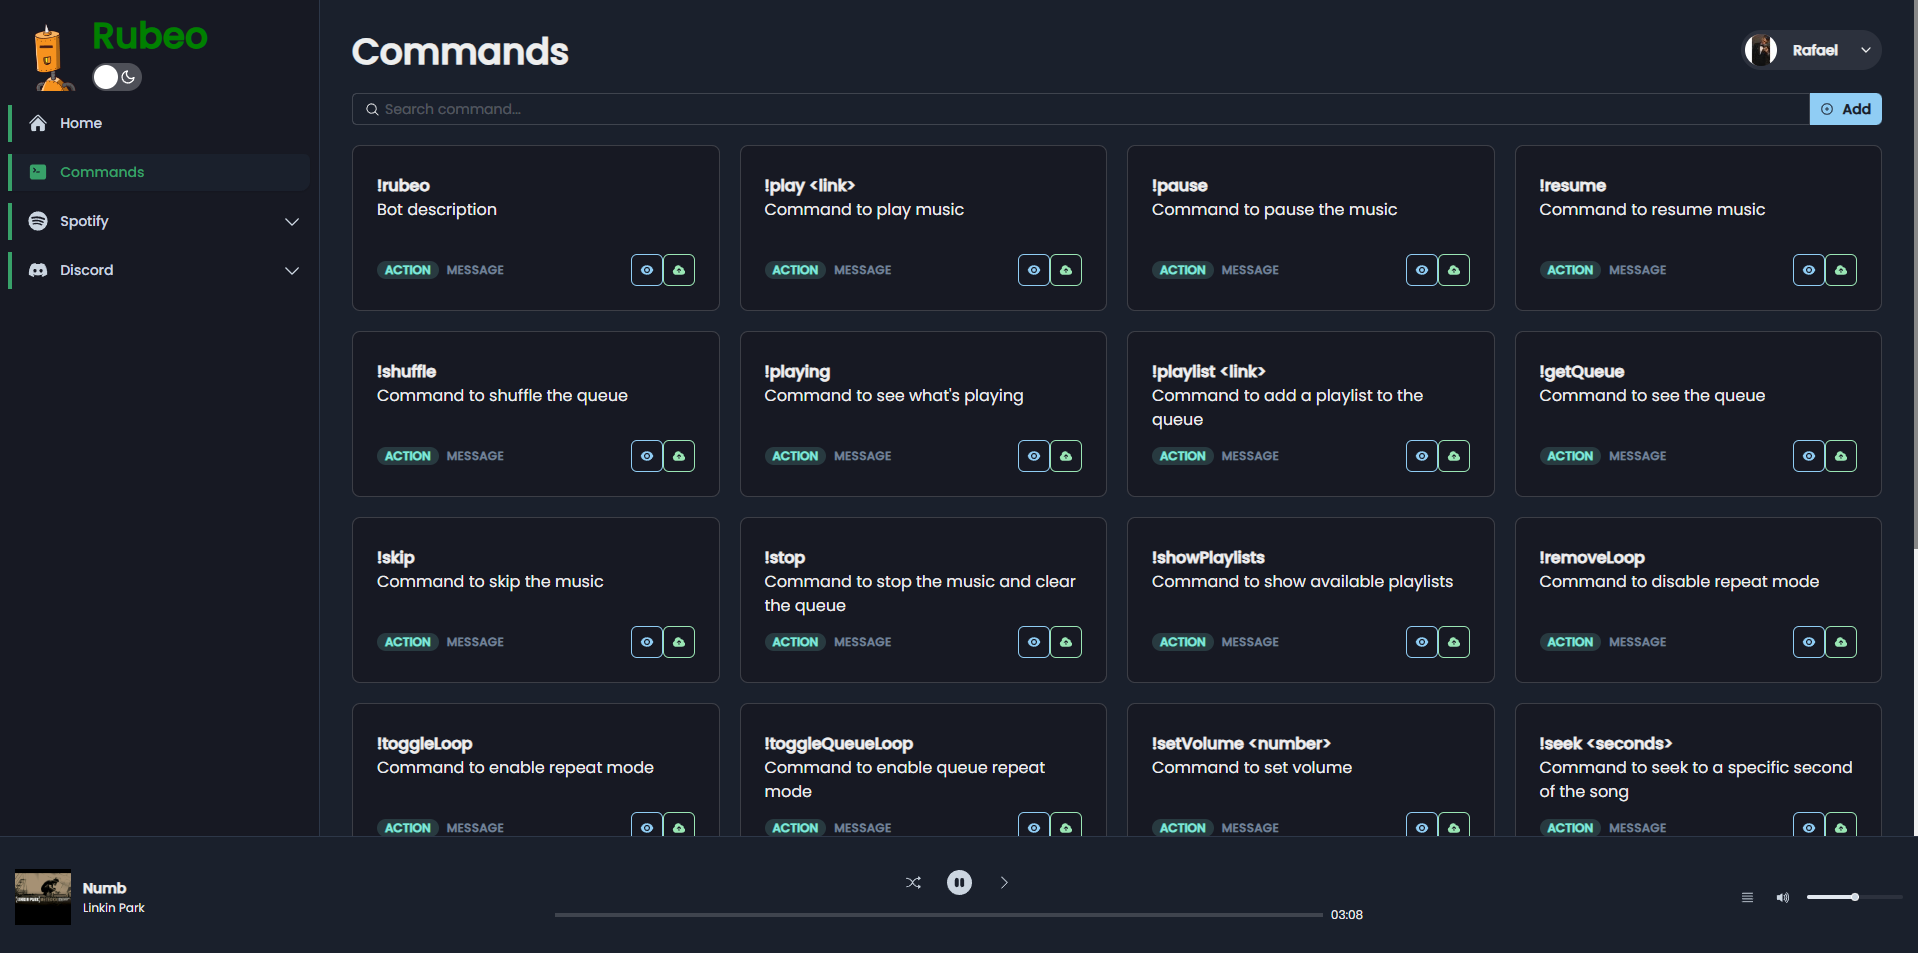 Rubeo
Home
Commands
Spotify
Discord
Commands
Rafael
Search command...
Add
!rubeo
Bot description
ACTION MESSAGE
!play <link>
Command to play music
ACTION MESSAGE
!pause
Command to pause the music
ACTION MESSAGE
!resume
Command to resume music
ACTION MESSAGE
!shuffle
Command to shuffle the queue
ACTION MESSAGE
!playing
Command to see what's playing
ACTION MESSAGE
!playlist <link>
Command to add a playlist to the
queue
ACTION MESSAGE
!getQueue
Command to see the queue
ACTION MESSAGE
!skip
Command to skip the music
ACTION MESSAGE
!stop
Command to stop the music and clear
the queue
ACTION MESSAGE
!showPlaylists
Command to show available playlists
ACTION MESSAGE
!removeLoop
Command to disable repeat mode
ACTION MESSAGE
!toggleLoop
Command to enable repeat mode
ACTION MESSAGE
!toggleQueueLoop
Command to enable queue repeat
mode
ACTION MESSAGE
!setVolume <number>
Command to set volume
ACTION MESSAGE
!seek <seconds>
Command to seek to a specific second
of the song
ACTION MESSAGE
Numb
Linkin Park
03:08